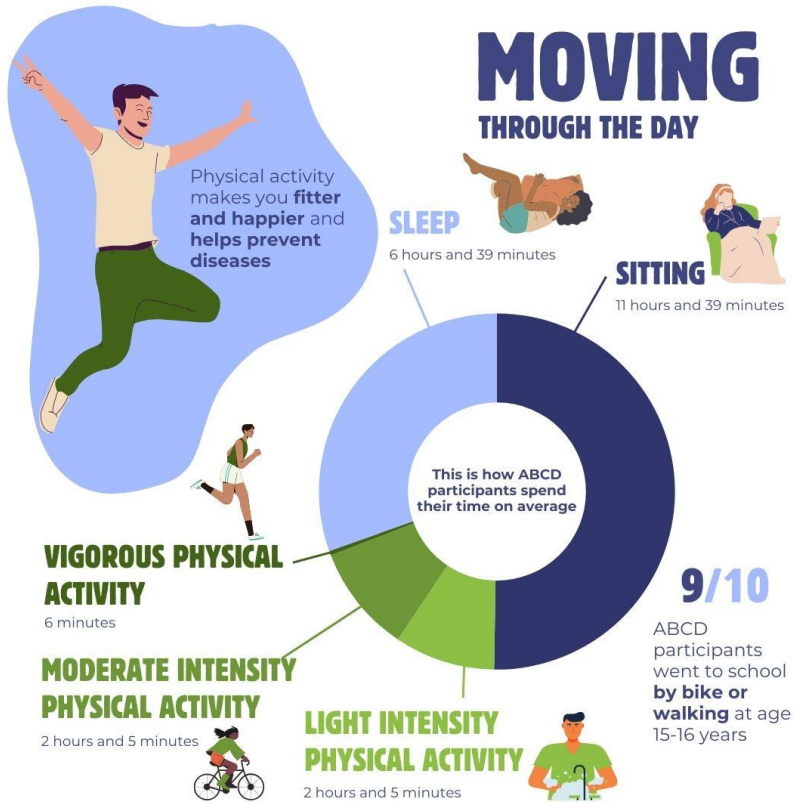 MOVING
THROUGH THE DAY
Physical activity
makes you fitter
and happier and
helps prevent
diseases
SLEEP
6 hours and 39 minutes
SITTING
11 hours and 39 minutes
This is how ABCD
participants spend
their time on average
VIGOROUS PHYSICAL
ACTIVITY
6 minutes
MODERATE INTENSITY
PHYSICAL ACTIVITY
2 hours and 5 minutes
LIGHT INTENSITY
PHYSICAL ACTIVITY
2 hours and 5 minutes
9/10
ABCD
participants
went to school
by bike or
walking at age
15-16 years